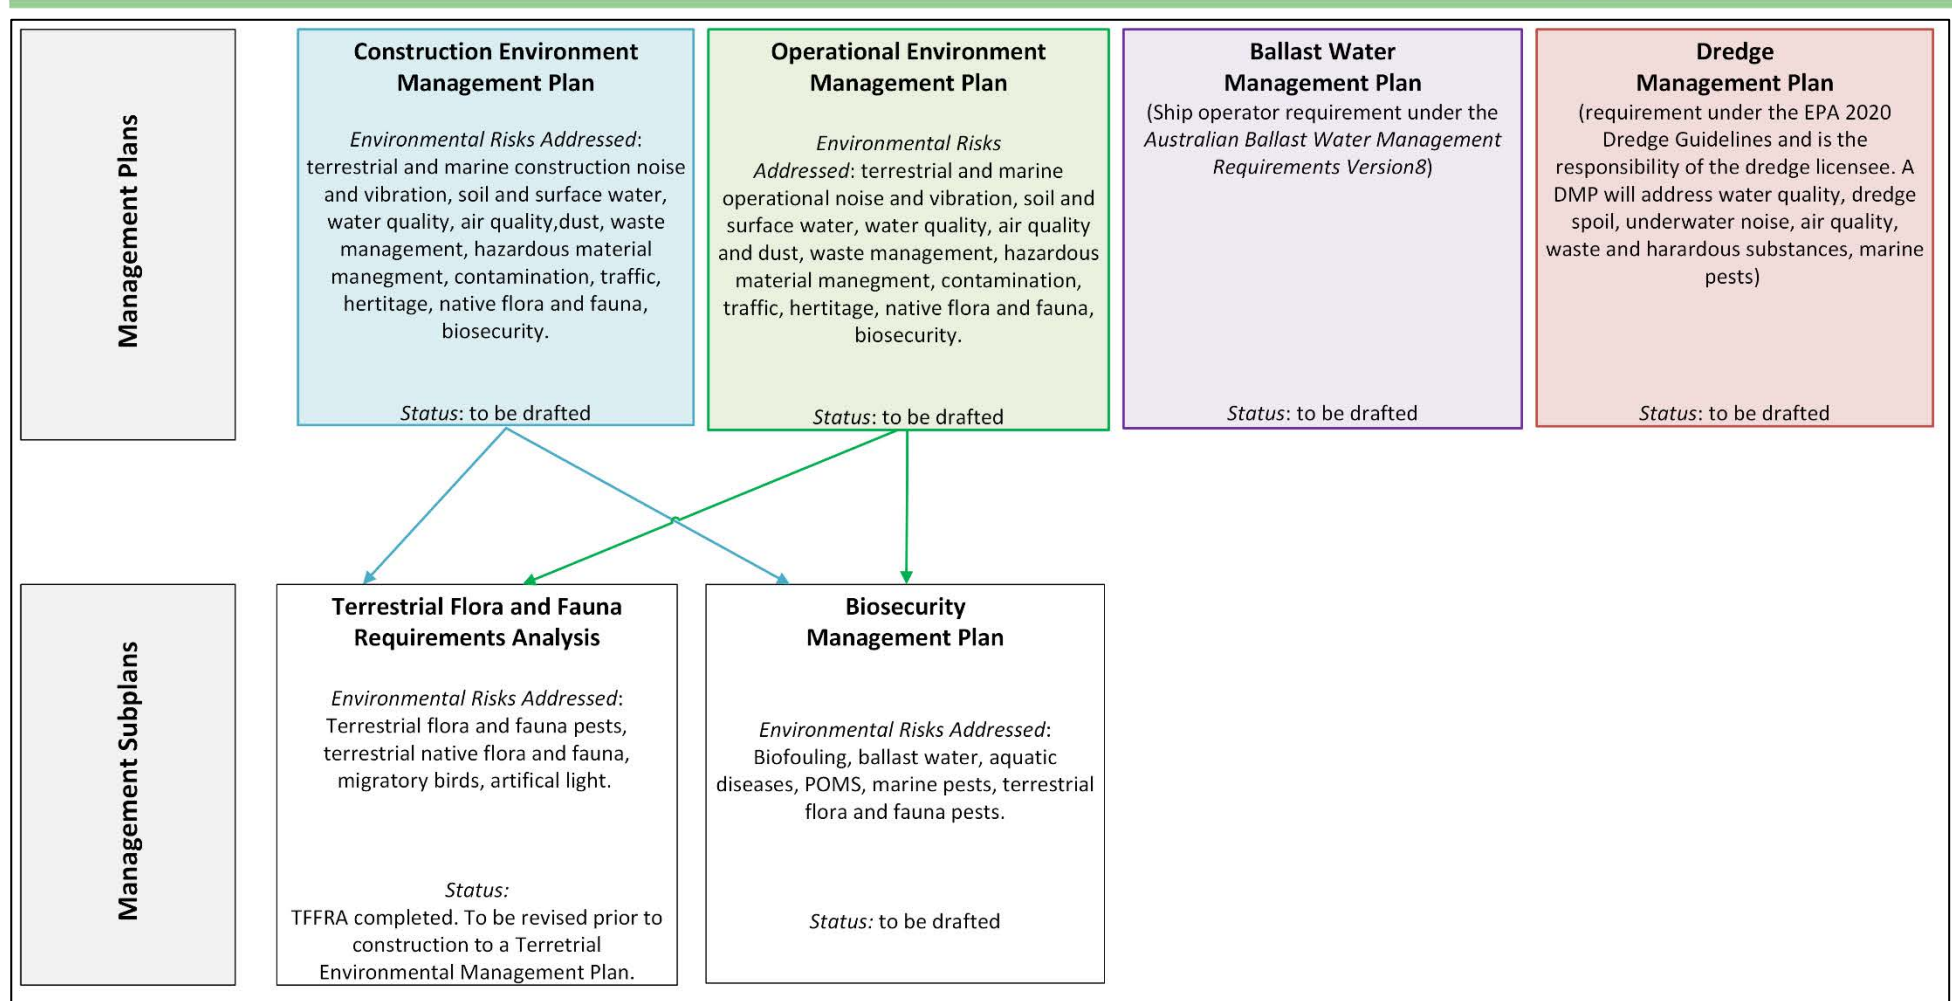 Management Plans
Construction Environment
Management Plan
Environmental Risks Addressed:
terrestrial and marine construction noise
and vibration, soil and surface water,
water quality, air quality,dust, waste
management, hazardous material
manegment, contamination, traffic,
hertitage, native flora and fauna,
biosecurity.
Status: to be drafted
Operational Environment
Management Plan
Environmental Risks
Addressed: terrestrial and marine
operational noise and vibration, soil and
surface water, water quality, air quality
and dust, waste management, hazardous
material manegment, contamination,
traffic, hertitage, native flora and fauna,
biosecurity.
Status: to be drafted
Ballast Water
Management Plan
(Ship operator requirement under the
Australian Ballast Water Management
Requirements Version8)
Status: to be drafted
Dredge
Management Plan
(requirement under the EPA 2020
Dredge Guidelines and is the
responsibility of the dredge licensee. A
DMP will address water quality, dredge
spoil, underwater noise, air quality,
waste and harardous substances, marine
pests)
Status: to be drafted
Management Subplans
Terrestrial Flora and Fauna
Requirements Analysis
Environmental Risks Addressed:
Terrestrial flora and fauna pests,
terrestrial native flora and fauna,
migratory birds, artifical light.
Status:
TFFRA completed. To be revised prior to
construction to a Terretrial
Environmental Management Plan.
Biosecurity
Management Plan
Environmental Risks Addressed:
Biofouling, ballast water, aquatic
diseases, POMS, marine pests, terrestrial
flora and fauna pests.
Status: to be drafted